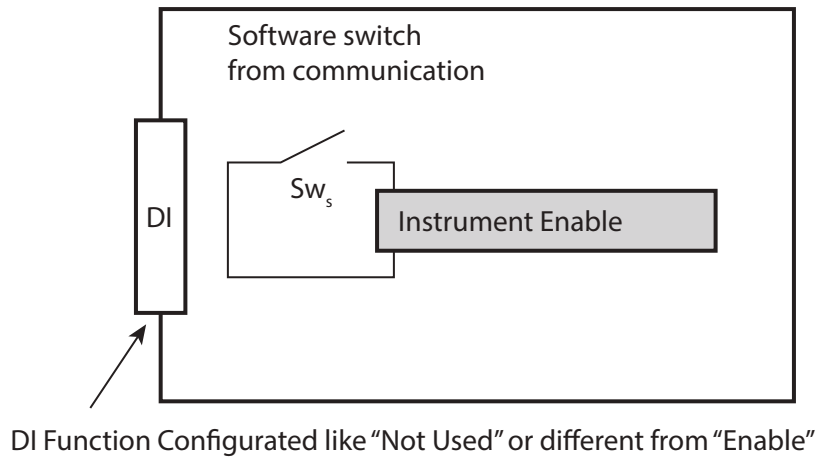 Software switch
from communication
Sws
DI
Instrument Enable
DI Function Configurated like “Not Used” or different from “Enable”